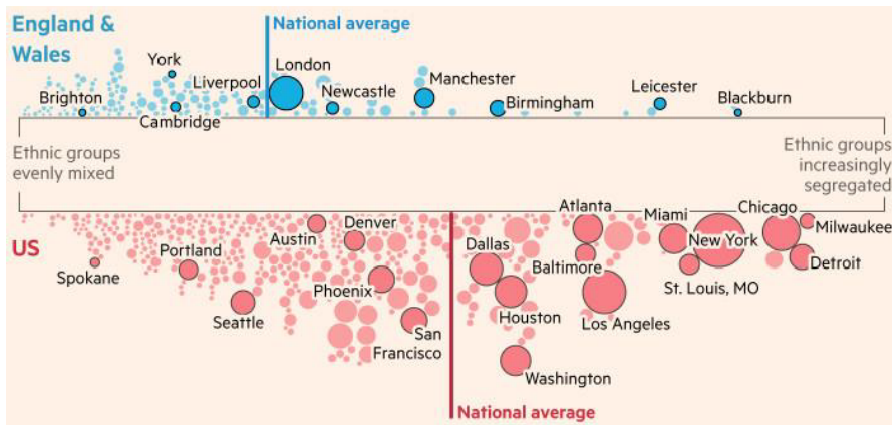 England &
Wales
National average
York
London
Liverpool
Manchester
Brighton
Newcastle
Leicester
Blackburn
Birmingham
Cambridge
Ethnic groups
evenly mixed
Ethnic groups
increasingly
segregated
US
Atlanta
Miami
Chicago
Milwaukee
Austin
Denver
Dallas
New York
Portland
Baltimore
Detroit
Spokane
Phoenix
St. Louis, MO
Seattle
Houston
Los Angeles
San
Francisco
Washington
National average